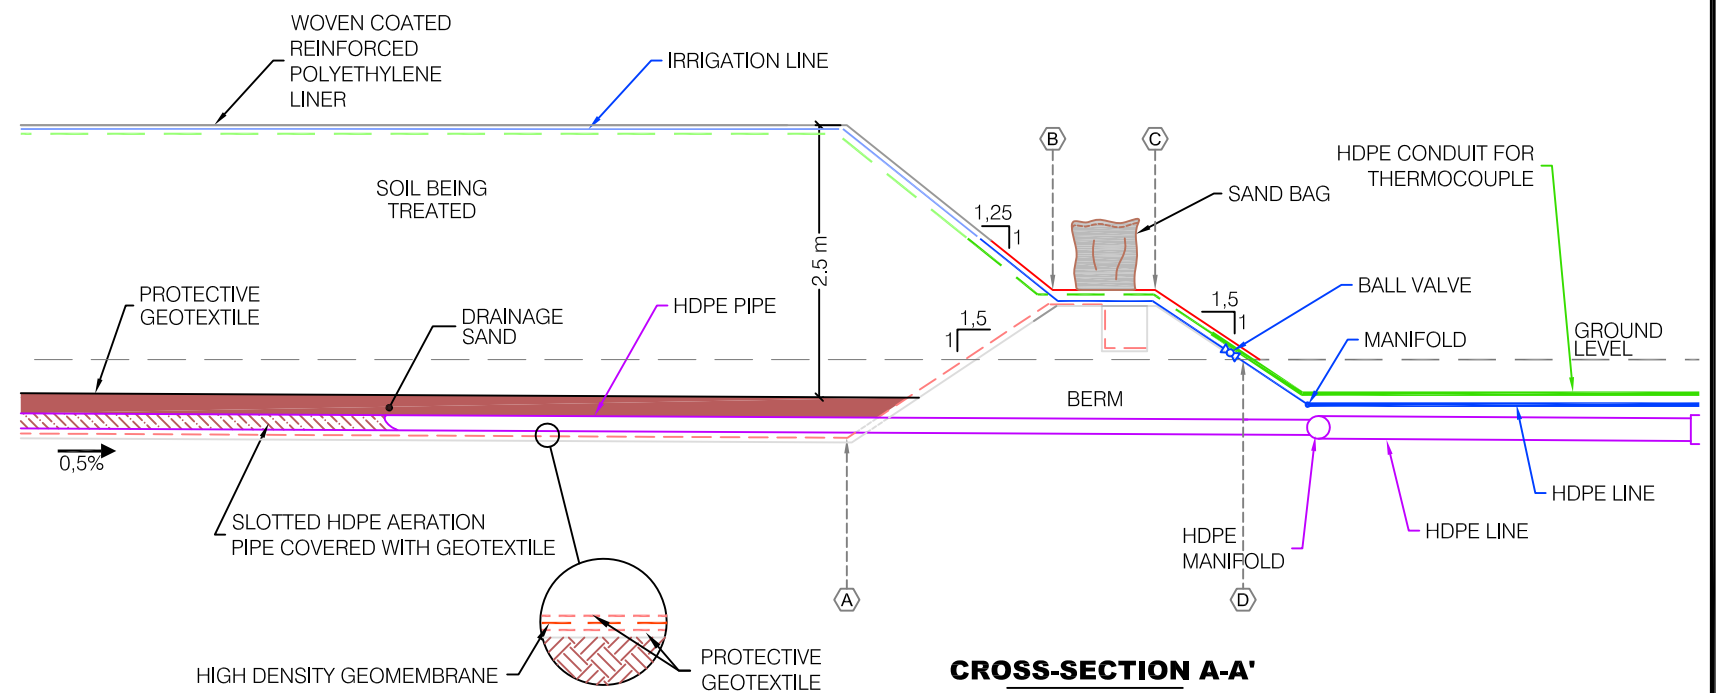 WOVEN COATED
REINFORCED
POLYETHYLENE
LINER
IRRIGATION LINE
B
C
HDPE CONDUIT FOR
THERMOCOUPLE
SOIL BEING
TREATED
SAND BAG
1,25
1
2.5 m
PROTECTIVE
GEOTEXTILE
DRAINAGE
SAND
HDPE PIPE
1,5
1
1,5
1
BALL VALVE
MANIFOLD
GROUND
LEVEL
BERM
0,5%
SLOTTED HDPE AERATION
PIPE COVERED WITH GEOTEXTILE
HDPE
MANIFOLD
HDPE LINE
HDPE LINE
A
D
HIGH DENSITY GEOMEMBRANE
PROTECTIVE
GEOTEXTILE
CROSS-SECTION A-A'